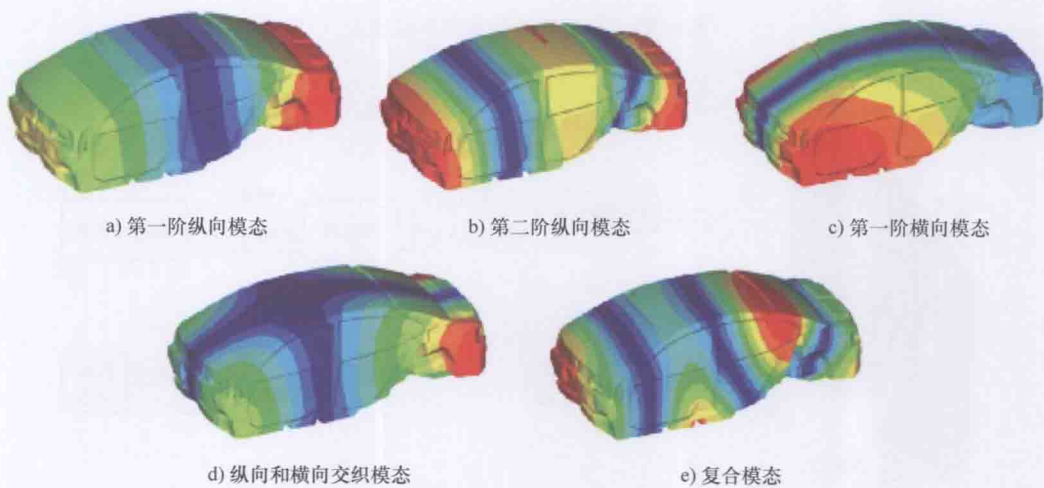 a) 第一阶纵向模态
b) 第二阶纵向模态
c) 第一阶横向模态
d) 纵向和横向交织模态
e) 复合模态